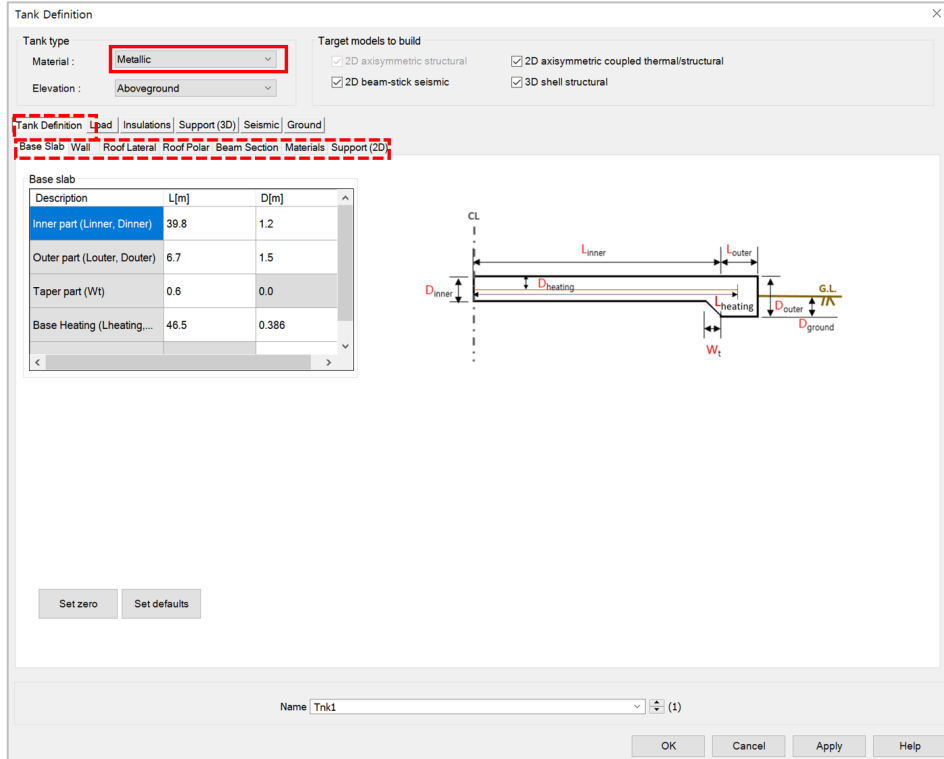 Tank Definition
Tank type
Material :
Metallic
Elevation :
Aboveground
Target models to build
2D axisymmetric structural
2D axisymmetric coupled thermal/structural
2D beam-stick seismic
3D shell structural
Tank Definition Load Insulations Support (3D) Seismic Ground
Base Slab Wall Roof Lateral Roof Polar Beam Section Materials Support (2D)
Base slab
Description L[m] D[m]
Inner part (Linner, Dinner) 39.8 1.2
Outer part (Louter, Douter) 6.7 1.5
Taper part (Wt) 0.6 0.0
Base Heating (Lheating,... 46.5 0.386
CL
Linner
Louter
Dinner
Dheating
Lheating
G.L.
Douter
Dground
Wt
Set zero
Set defaults
Name Tnk1 (1)
OK Cancel Apply Help